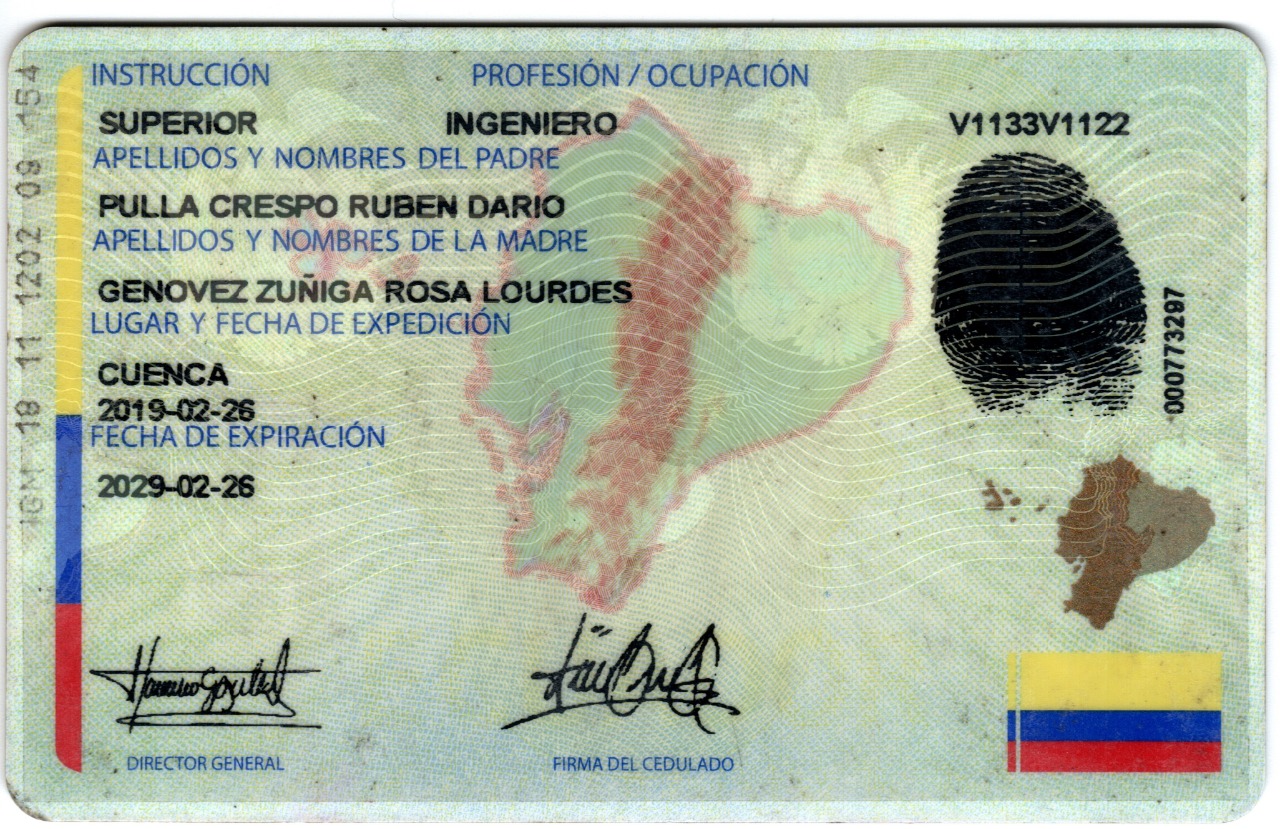 INSTRUCCIÓN PROFESIÓN / OCUPACIÓN
SUPERIOR INGENIERO V1133V1122
APELLIDOS Y NOMBRES DEL PADRE
PULLA CRESPO RUBEN DARIO
APELLIDOS Y NOMBRES DE LA MADRE
GENOVEZ ZUÑIGA ROSA LOURDES
LUGAR Y FECHA DE EXPEDICIÓN
CUENCA
2019-02-26
FECHA DE EXPIRACIÓN
2029-02-26
DIRECTOR GENERAL FIRMA DEL CEDULADO
IGM 18 11 1202 09 154
000773297